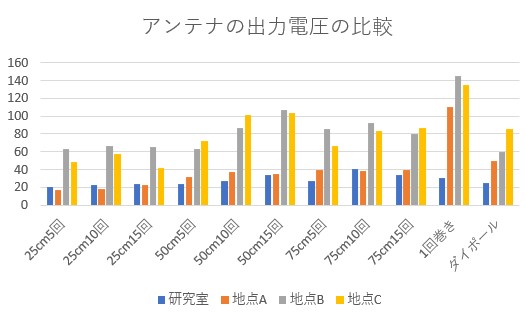 アンテナの出力電圧の比較
160
140
120
100
80
60
40
20
0
25cm5回
25cm10回
25cm15回
50cm5回
50cm10回
50cm15回
75cm5回
75cm10回
75cm15回
1回巻き
ダイポール
研究室 地点A 地点B 地点C